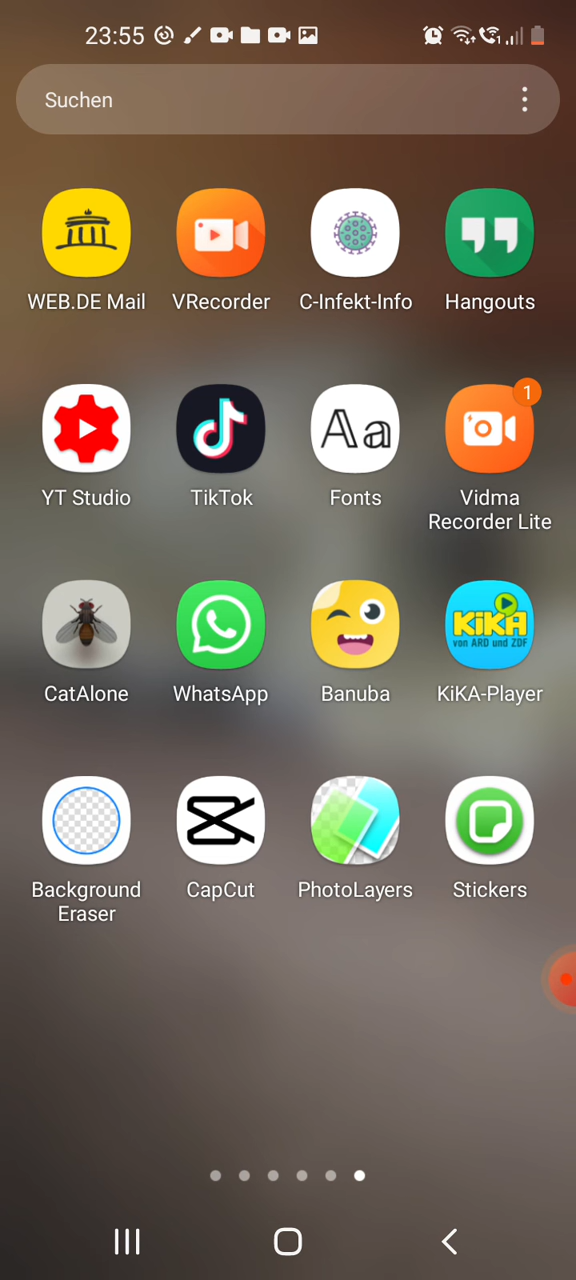 23:55
Suchen
WEB.DE Mail
VRecorder
C-Infekt-Info
Hangouts
YT Studio
TikTok
Aa
Fonts
1
Vidma
Recorder Lite
CatAlone
WhatsApp
Banuba
KiKA
von ARD und ZDF
KiKA-Player
Background
Eraser
CapCut
PhotoLayers
Stickers